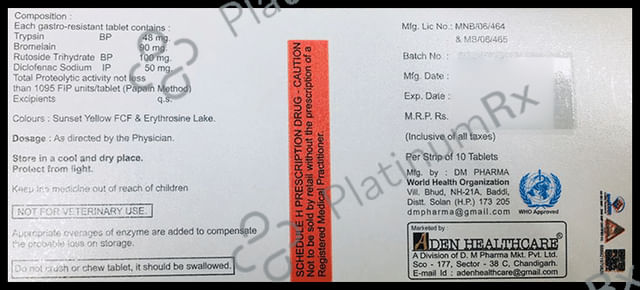 Composition :
Each gastro-resistant tablet contains :
Trypsin BP 48 mg.
Bromelain 90 mg.
Rutoside Trihydrate BP 100 mg.
Diclofenac Sodium IP 50 mg.
Total Proteolytic activity not less
than 1095 FIP units/tablet (Papain Method)
Excipients q.s.
Colours : Sunset Yellow FCF & Erythrosine Lake.
Dosage : As directed by the Physician.
Store in a cool and dry place.
Protect from light.
Keep this medicine out of reach of children
NOT FOR VETERINARY USE.
Appropriate overages of enzyme are added to compensate
the probable loss on storage.
Do not crush or chew tablet, it should be swallowed.
SCHEDULE H PRESCRIPTION DRUG - CAUTION
Not to be sold by retail without the prescription of a
Registered Medical Practitioner.
Mfg. Lic No.: MNB/06/464
& MB/06/465
Batch No :
Mfg. Date :
Exp. Date :
M.R.P. Rs.
(Inclusive of all taxes)
Per Strip of 10 Tablets
Mfg. by : DM PHARMA
World Health Organization
Vill. Bhud, NH-21A, Baddi,
Distt. Solan (H.P.) 173 205
dmpharma@gmail.com
WHO Approved
Marketed by :
ADEN HEALTHCARE®
A Division of D. M Pharma Mkt. Pvt. Ltd.
Sco - 177, Sector - 38 C, Chandigarh.
E-mail Id : adenhealthcare@gmail.com
PlatinumRx
PlatinumRx